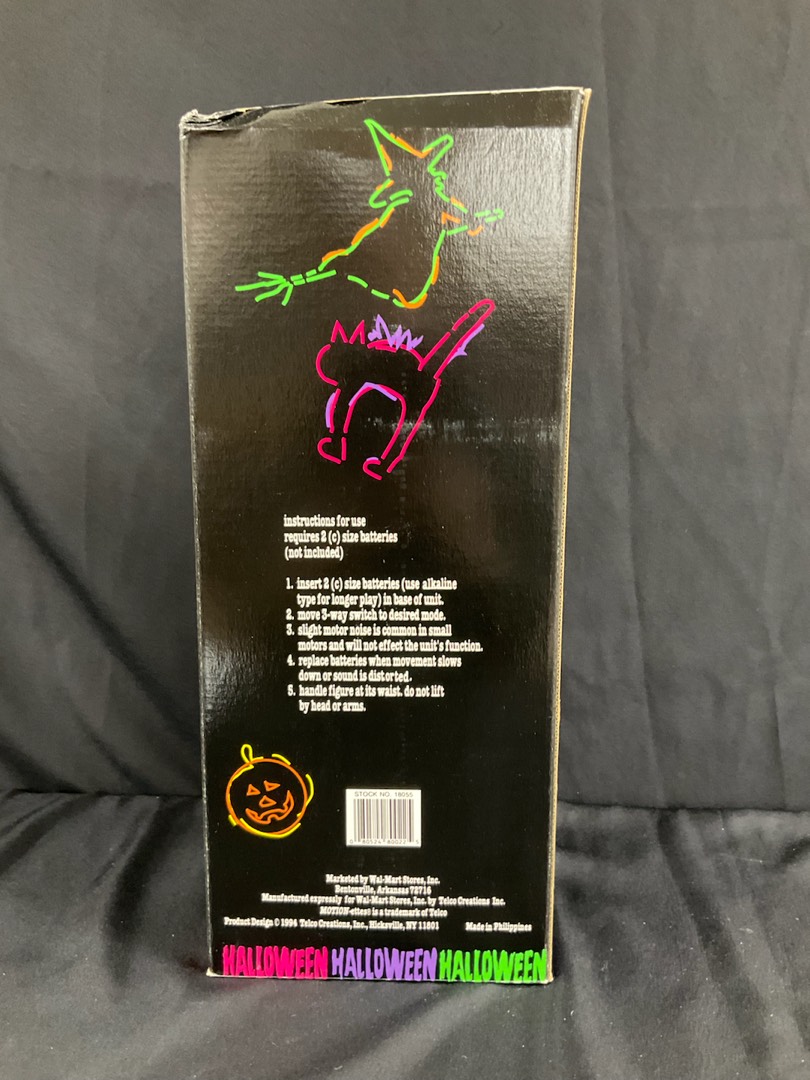 instructions for use
requires 2 (c) size batteries
(not included)
1. insert 2 (c) size batteries (use alkaline
type for longer play) in base of unit.
2. move 3-way switch to desired mode.
3. slight motor noise is common in small
motors and will not effect the unit's function.
4. replace batteries when movement slows
down or sound is distorted.
5. handle figure at its waist. do not lift
by head or arms.
STOCK NO. 18055
0 80524 80022 5
Marketed by Wal-Mart Stores, Inc.
Bentonville, Arkansas 72716
Manufactured expressly for Wal-Mart Stores, Inc. by Telco Creations Inc.
MOTION-ettes® is a trademark of Telco
Product Design © 1994 Telco Creations, Inc., Hicksville, NY 11801 Made in Philippines
HALLOWEEN HALLOWEEN HALLOWEEN